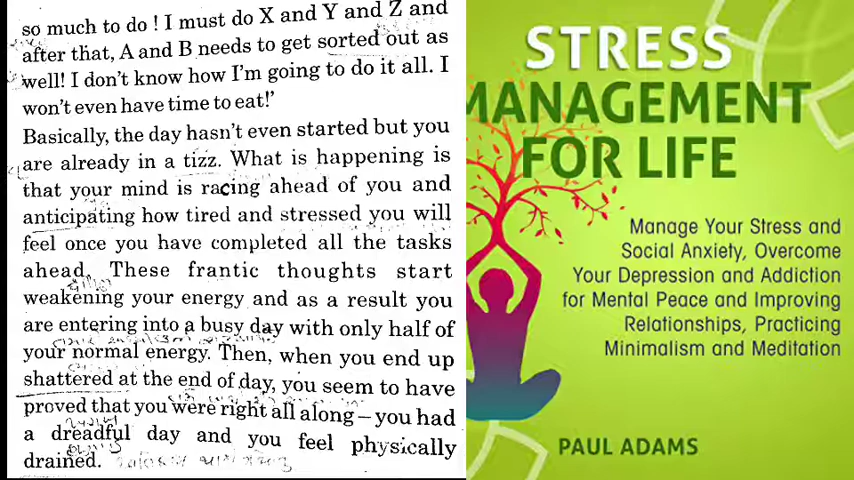 so much to do ! I must do X and Y and Z and
after that, A and B needs to get sorted out as
well! I don't know how I'm going to do it all. I
won't even have time to eat!'
Basically, the day hasn't even started but you
are already in a tizz. What is happening is
that your mind is racing ahead of you and
anticipating how tired and stressed you will
feel once you have completed all the tasks
ahead. These frantic thoughts start
weakening your energy and as a result you
are entering into a busy day with only half of
your normal energy. Then, when you end up
shattered at the end of day, you seem to have
proved that you were right all along – you had
a dreadful day and you feel physically
drained.
STRESS
MANAGEMENT
FOR LIFE
Manage Your Stress and
Social Anxiety, Overcome
Your Depression and Addiction
for Mental Peace and Improving
Relationships, Practicing
Minimalism and Meditation
PAUL ADAMS